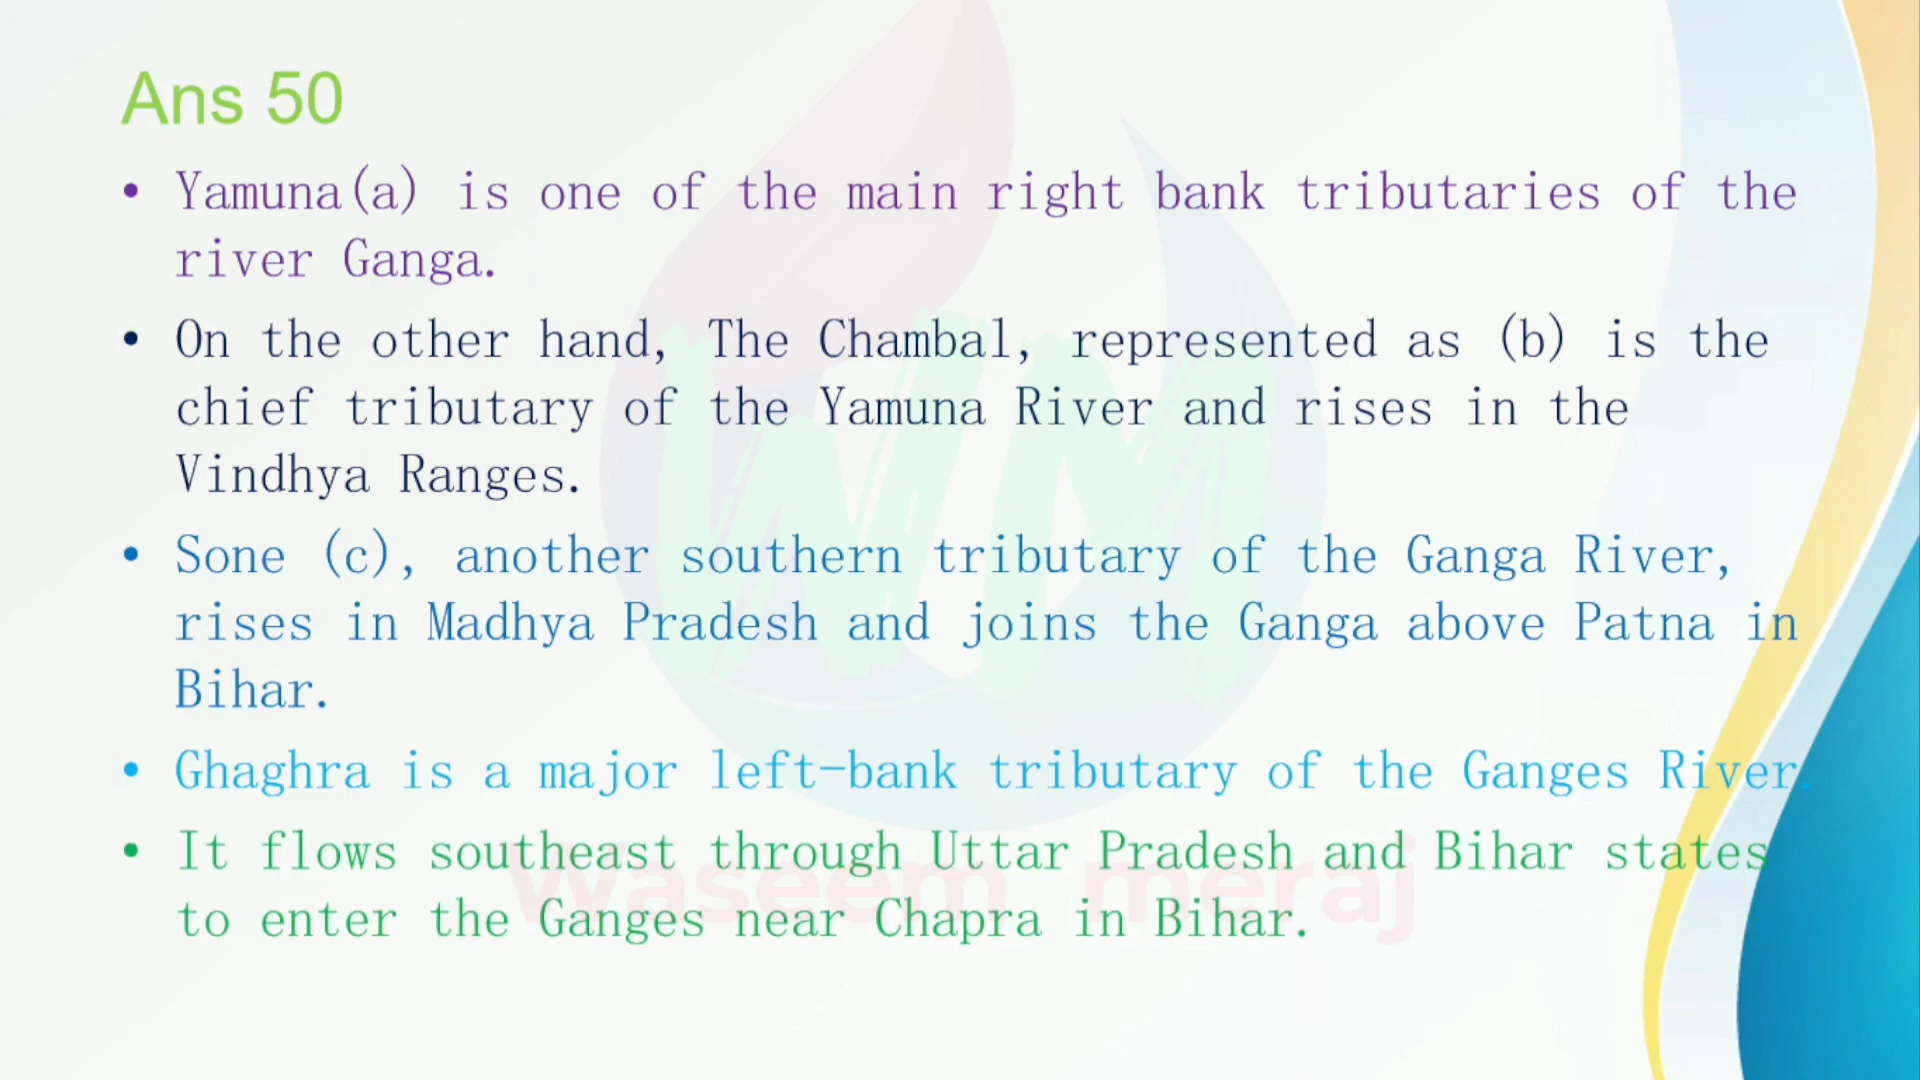 Ans 50
• Yamuna(a) is one of the main right bank tributaries of the
river Ganga.
• On the other hand, The Chambal, represented as (b) is the
chief tributary of the Yamuna River and rises in the
Vindhya Ranges.
• Sone (c), another southern tributary of the Ganga River,
rises in Madhya Pradesh and joins the Ganga above Patna in
Bihar.
• Ghaghra is a major left-bank tributary of the Ganges River.
• It flows southeast through Uttar Pradesh and Bihar states
to enter the Ganges near Chapra in Bihar.
WM
Waseem meraj